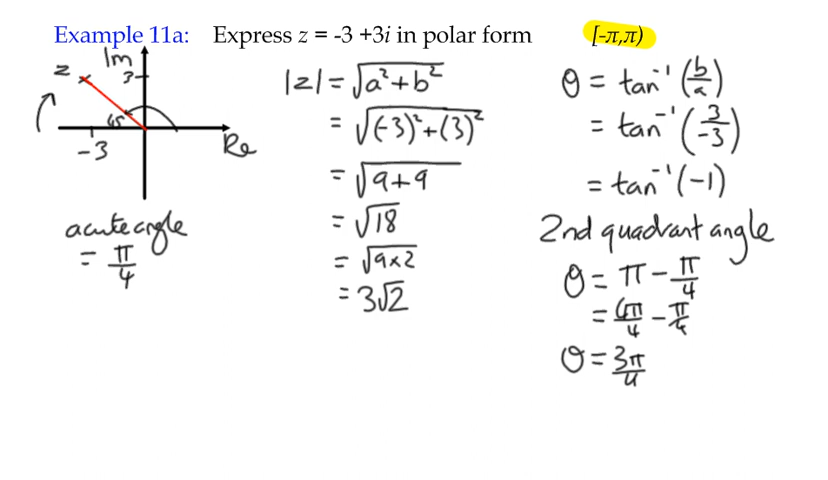 Example 11a: Express z = -3 +3i in polar form [-π,π)
Im
z
3
45
-3
Re
acute angle
= π/4
|z| = √a²+b²
= √(-3)²+(3)²
= √9+9
= √18
= √9×2
= 3√2
θ = tan⁻¹(b/a)
= tan⁻¹(3/-3)
= tan⁻¹(-1)
2nd quadrant angle
θ = π - π/4
= 4π/4 - π/4
θ = 3π/4